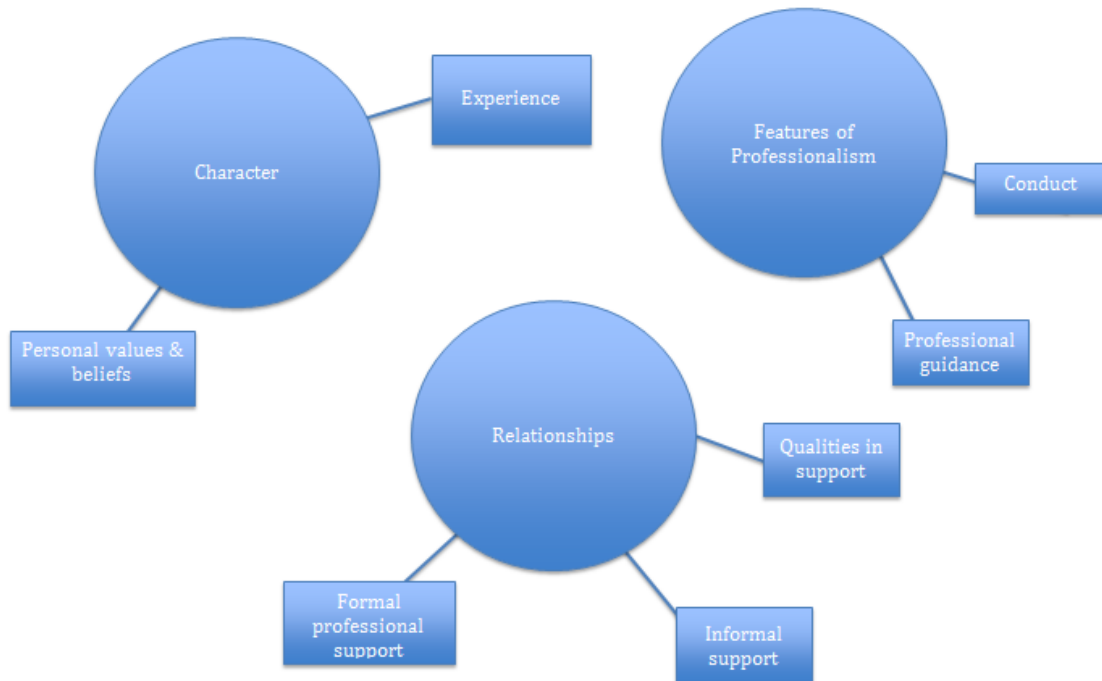 Character
Experience
Personal values &
beliefs
Features of
Professionalism
Conduct
Professional
guidance
Relationships
Qualities in
support
Formal
professional
support
Informal
support